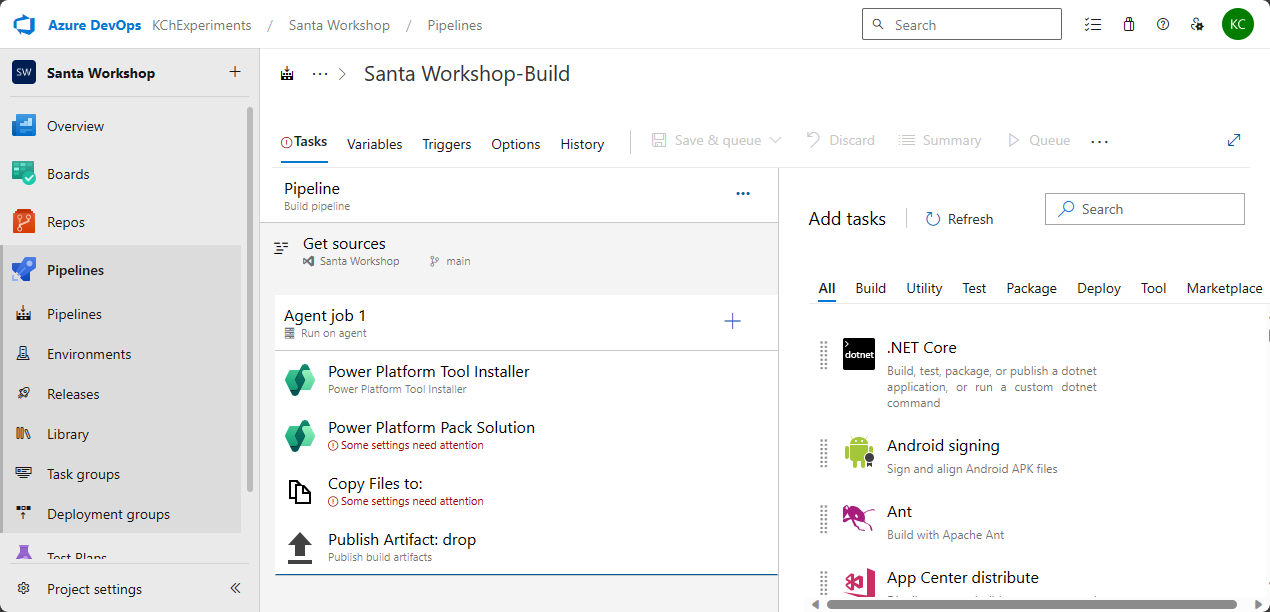 Azure DevOps KChExperiments / Santa Workshop / Pipelines
Search
KC
SW Santa Workshop +
Overview
Boards
Repos
Pipelines
Pipelines
Environments
Releases
Library
Task groups
Deployment groups
Test Plans
Project settings
... > Santa Workshop-Build
Tasks Variables Triggers Options History
Save & queue Discard Summary Queue ...
Pipeline
Build pipeline
Get sources
Santa Workshop main
Agent job 1
Run on agent
Power Platform Tool Installer
Power Platform Tool Installer
Power Platform Pack Solution
Some settings need attention
Copy Files to:
Some settings need attention
Publish Artifact: drop
Publish build artifacts
Add tasks Refresh
Search
All Build Utility Test Package Deploy Tool Marketplace
dotnet
.NET Core
Build, test, package, or publish a dotnet
application, or run a custom dotnet
command
Android signing
Sign and align Android APK files
Ant
Build with Apache Ant
App Center distribute